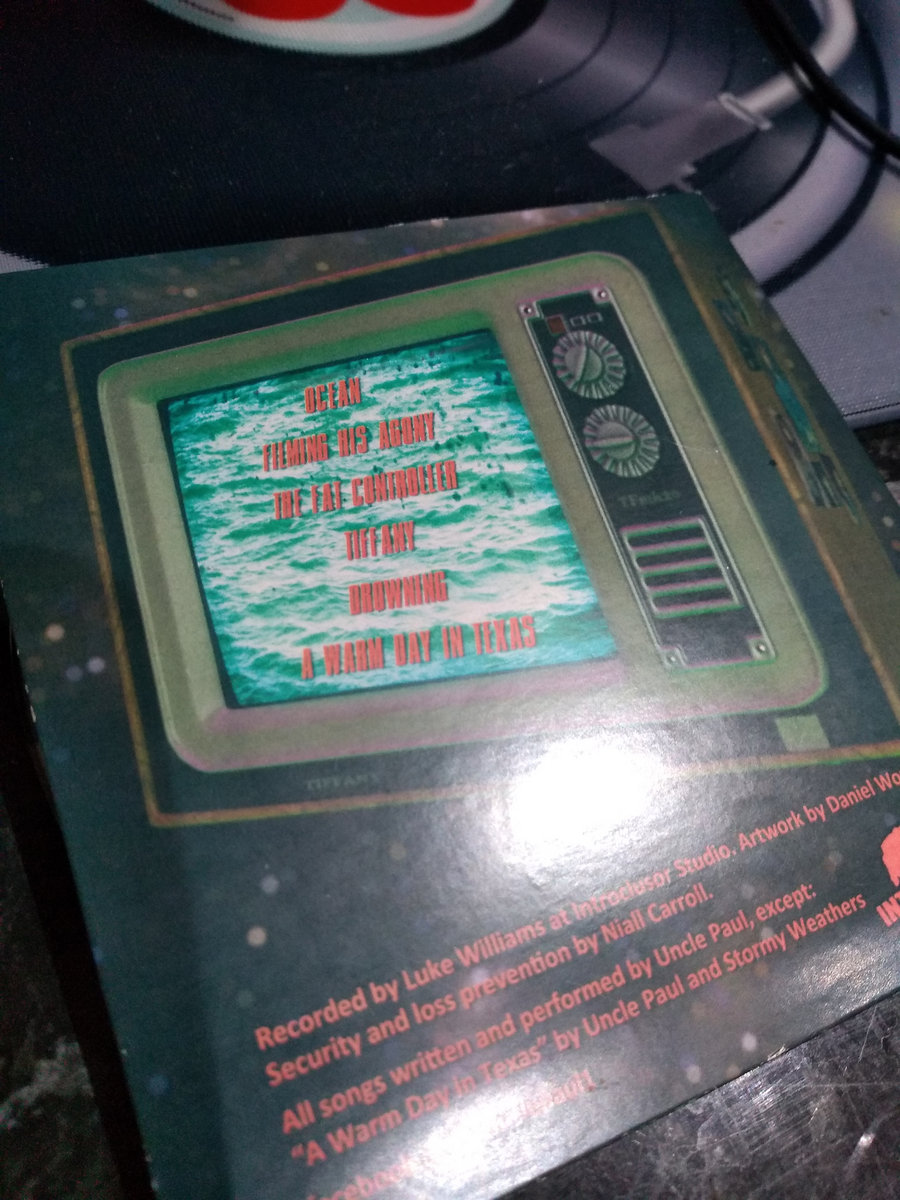 OCEAN
FILMING HIS AGONY
THE FAT CONTROLLER
TIFFANY
DROWNING
A WARM DAY IN TEXAS
TIFFANY
Recorded by Luke Williams at Introclusor Studio. Artwork by Daniel
Security and loss prevention by Niall Carroll.
All songs written and performed by Uncle Paul, except:
"A Warm Day in Texas" by Uncle Paul and Stormy Weathers